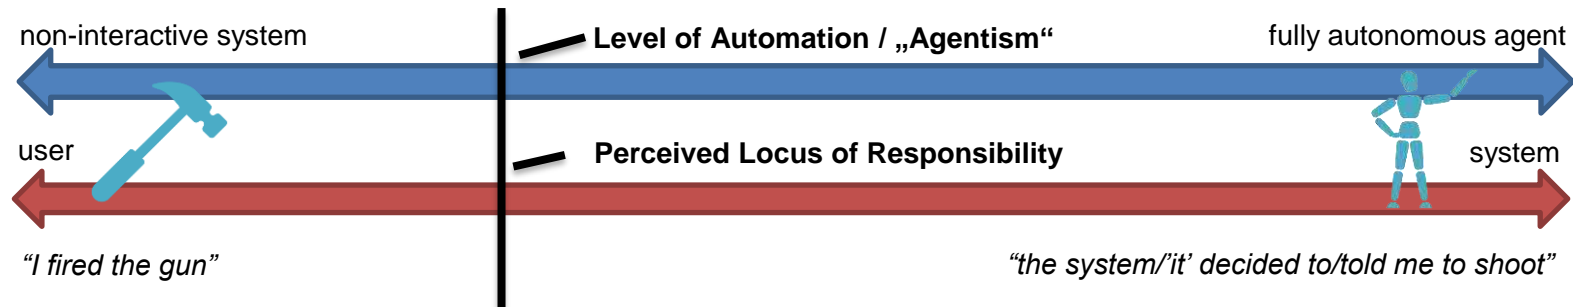 non-interactive system
Level of Automation / „Agentism“
fully autonomous agent
user
Perceived Locus of Responsibility
system
“I fired the gun”
“the system/’it’ decided to/told me to shoot”